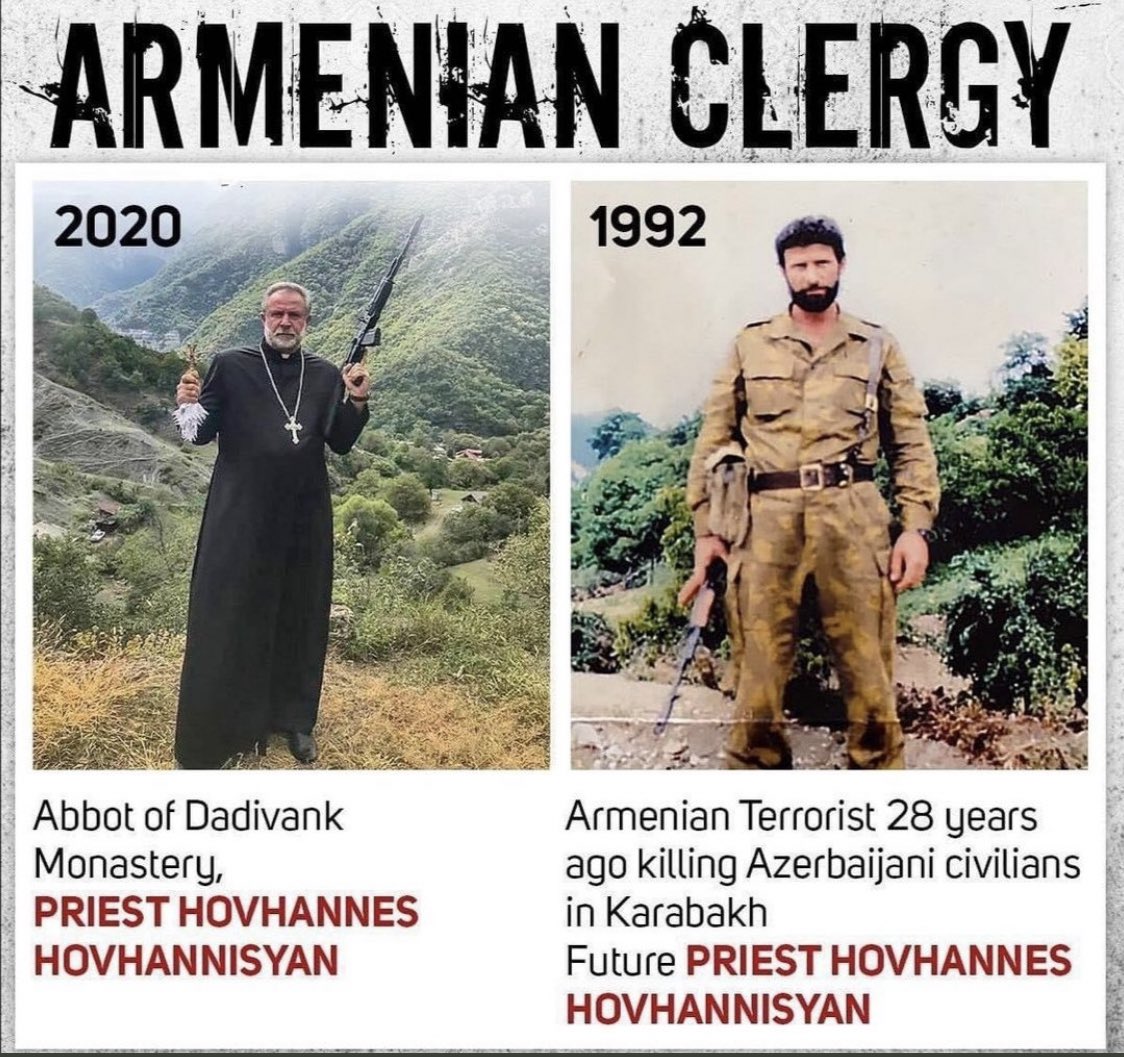 ARMENIAN CLERGY
2020
1992
Abbot of Dadivank
Monastery,
PRIEST HOVHANNES
HOVHANNISYAN
Armenian Terrorist 28 years
ago killing Azerbaijani civilians
in Karabakh
Future PRIEST HOVHANNES
HOVHANNISYAN